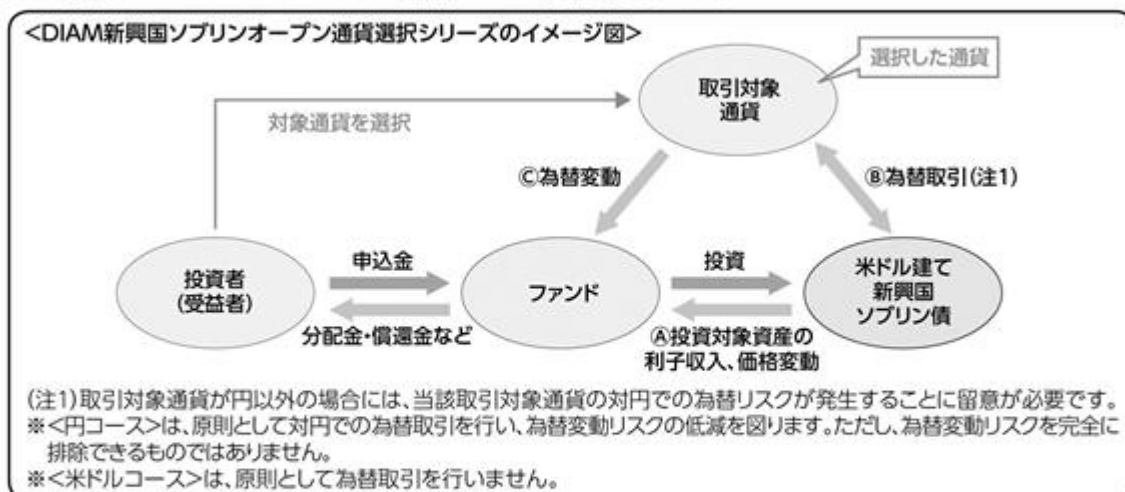 <DIAM新興国ソブリンオープン通貨選択シリーズのイメージ図>
選択した通貨
取引対象
通貨
対象通貨を選択
Ⓒ為替変動
Ⓑ為替取引(注1)
投資者
(受益者)
申込金
分配金・償還金など
ファンド
投資
Ⓐ投資対象資産の
利子収入、価格変動
米ドル建て
新興国
ソブリン債
(注1)取引対象通貨が円以外の場合には、当該取引対象通貨の対円での為替リスクが発生することに留意が必要です。
※<円コース>は、原則として対円での為替取引を行い、為替変動リスクの低減を図ります。ただし、為替変動リスクを完全に
排除できるものではありません。
※<米ドルコース>は、原則として為替取引を行いません。